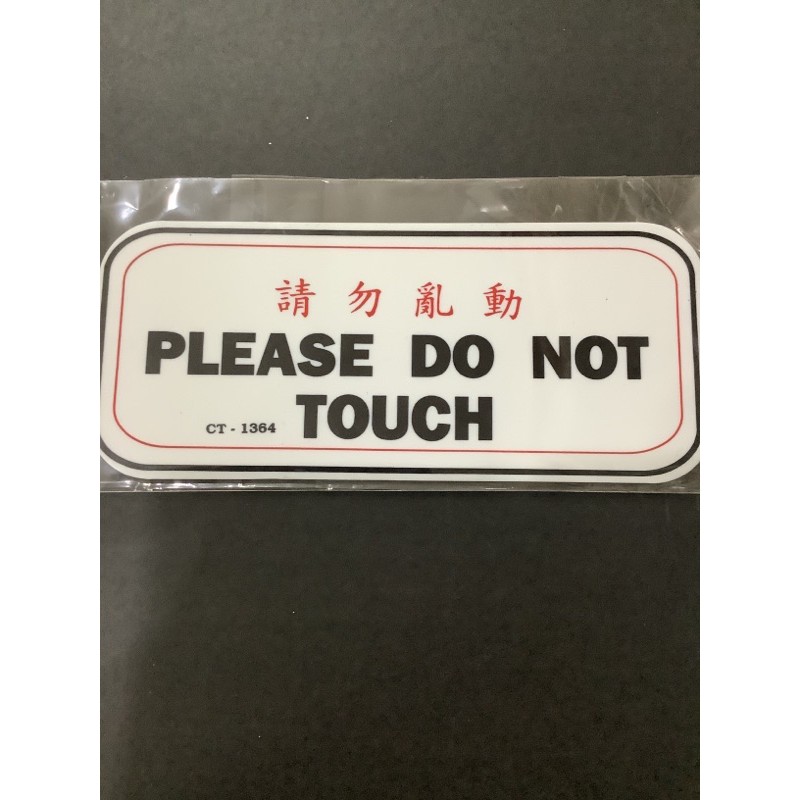 請勿亂動
PLEASE DO NOT
TOUCH
CT - 1364